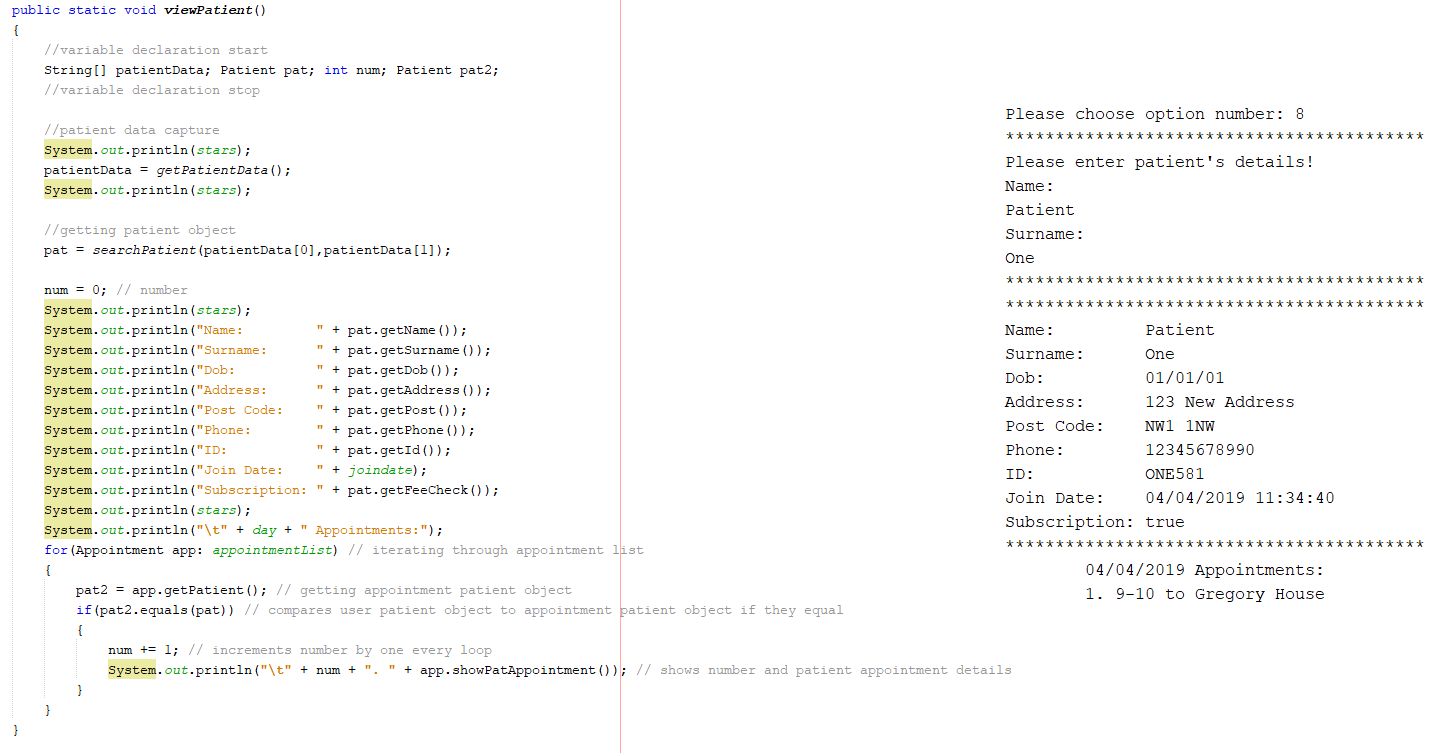 public static void viewPatient()
{
    //variable declaration start
    String[] patientData; Patient pat; int num; Patient pat2;
    //variable declaration stop

    //patient data capture
    System.out.println(stars);
    patientData = getPatientData();
    System.out.println(stars);

    //getting patient object
    pat = searchPatient(patientData[0],patientData[1]);

    num = 0; // number
    System.out.println(stars);
    System.out.println("Name:         " + pat.getName());
    System.out.println("Surname:      " + pat.getSurname());
    System.out.println("Dob:          " + pat.getDob());
    System.out.println("Address:      " + pat.getAddress());
    System.out.println("Post Code:    " + pat.getPost());
    System.out.println("Phone:        " + pat.getPhone());
    System.out.println("ID:           " + pat.getId());
    System.out.println("Join Date:    " + joindate);
    System.out.println("Subscription: " + pat.getFeeCheck());
    System.out.println(stars);
    System.out.println("\t" + day + " Appointments:");
    for(Appointment app: appointmentList) // iterating through appointment list
    {
        pat2 = app.getPatient(); // getting appointment patient object
        if(pat2.equals(pat)) // compares user patient object to appointment patient object if they equal
        {
            num += 1; // increments number by one every loop
            System.out.println("\t" + num + ". " + app.showPatAppointment()); // shows number and patient appointment details
        }
    }
}
Please choose option number: 8
******************************************
Please enter patient's details!
Name:
Patient
Surname:
One
******************************************
******************************************
Name:         Patient
Surname:      One
Dob:          01/01/01
Address:      123 New Address
Post Code:    NW1 1NW
Phone:        12345678990
ID:           ONE581
Join Date:    04/04/2019 11:34:40
Subscription: true
******************************************
        04/04/2019 Appointments:
        1. 9-10 to Gregory House